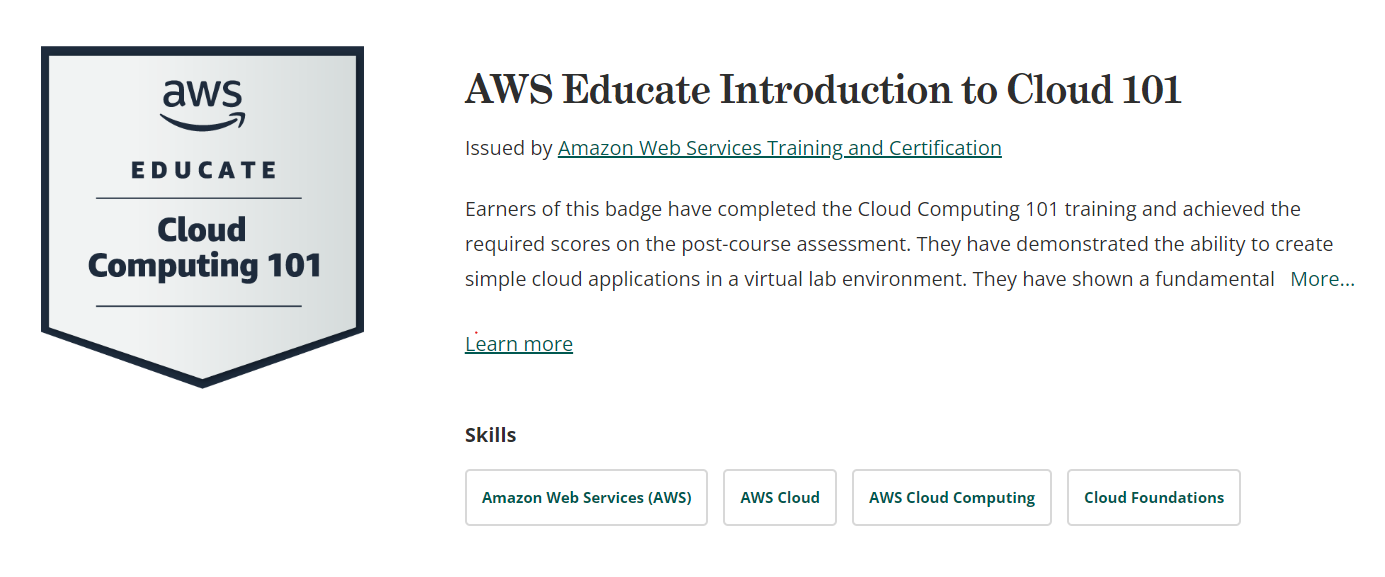 aws
EDUCATE
Cloud
Computing 101
AWS Educate Introduction to Cloud 101
Issued by Amazon Web Services Training and Certification
Earners of this badge have completed the Cloud Computing 101 training and achieved the
required scores on the post-course assessment. They have demonstrated the ability to create
simple cloud applications in a virtual lab environment. They have shown a fundamental More...
Learn more
Skills
Amazon Web Services (AWS) AWS Cloud AWS Cloud Computing Cloud Foundations